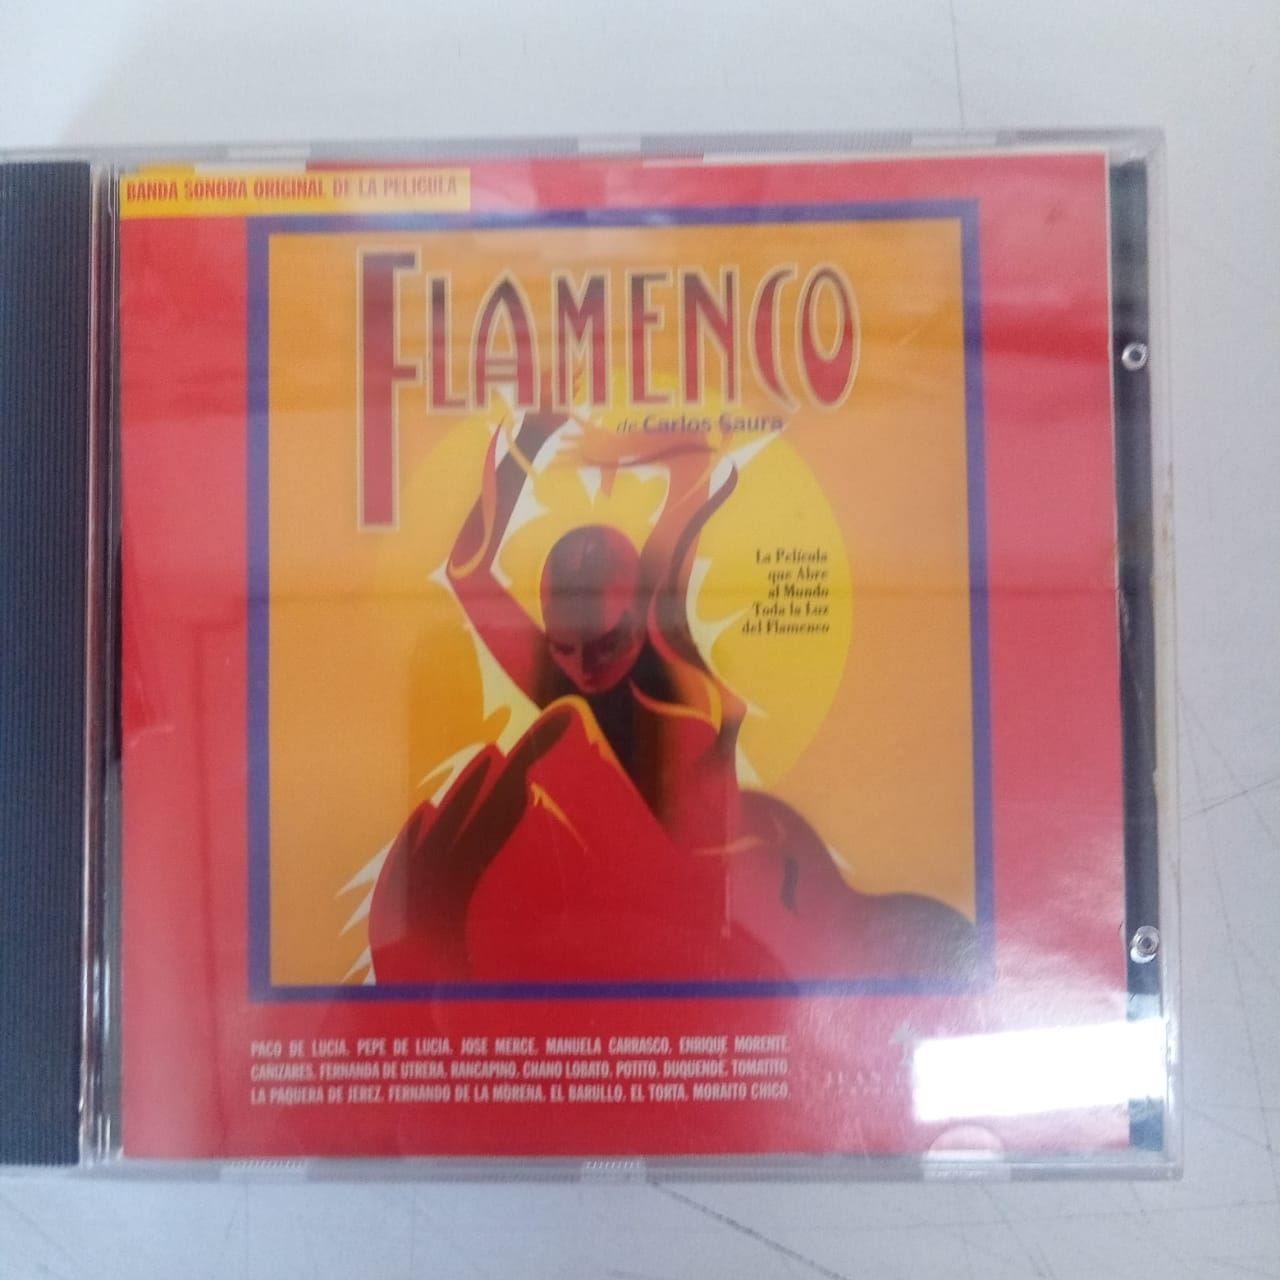 BANDA SONORA ORIGINAL DE LA PELICULA
FLAMENCO
de Carlos Saura
La Película
que Abre
al Mundo
Toda la Luz
del Flamenco
PACO DE LUCIA, PEPE DE LUCIA, JOSE MERCE, MANUELA CARRASCO, ENRIQUE MORENTE,
CAÑIZARES, FERNANDA DE UTRERA, RANCAPINO, CHANO LOBATO, POTITO, DUQUENDE, TOMATITO,
LA PAQUERA DE JEREZ, FERNANDO DE LA MORENA, EL BARULLO, EL TORTA, MORAITO CHICO.